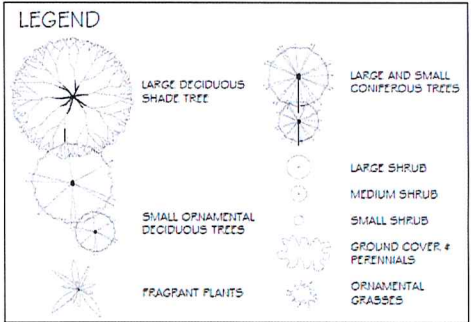 LEGEND
LARGE DECIDUOUS
SHADE TREE
SMALL ORNAMENTAL
DECIDUOUS TREES
FRAGRANT PLANTS
LARGE AND SMALL
CONIFEROUS TREES
LARGE SHRUB
MEDIUM SHRUB
SMALL SHRUB
GROUND COVER &
PERENNIALS
ORNAMENTAL
GRASSES